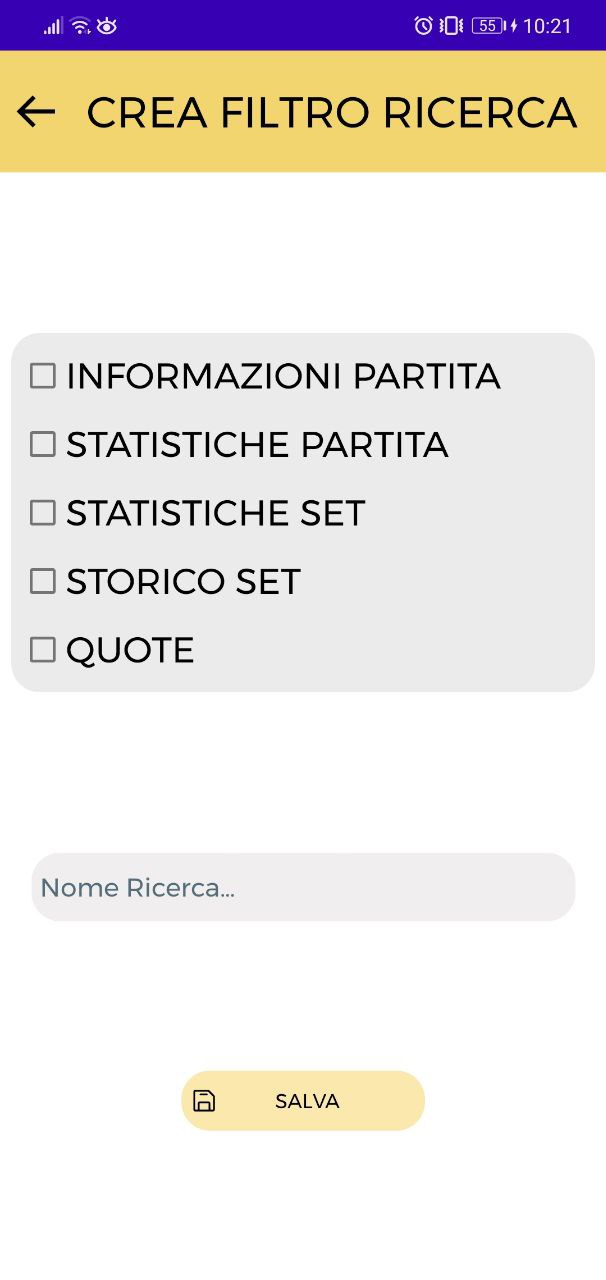 55 10:21
CREA FILTRO RICERCA
INFORMAZIONI PARTITA
STATISTICHE PARTITA
STATISTICHE SET
STORICO SET
QUOTE
Nome Ricerca...
SALVA